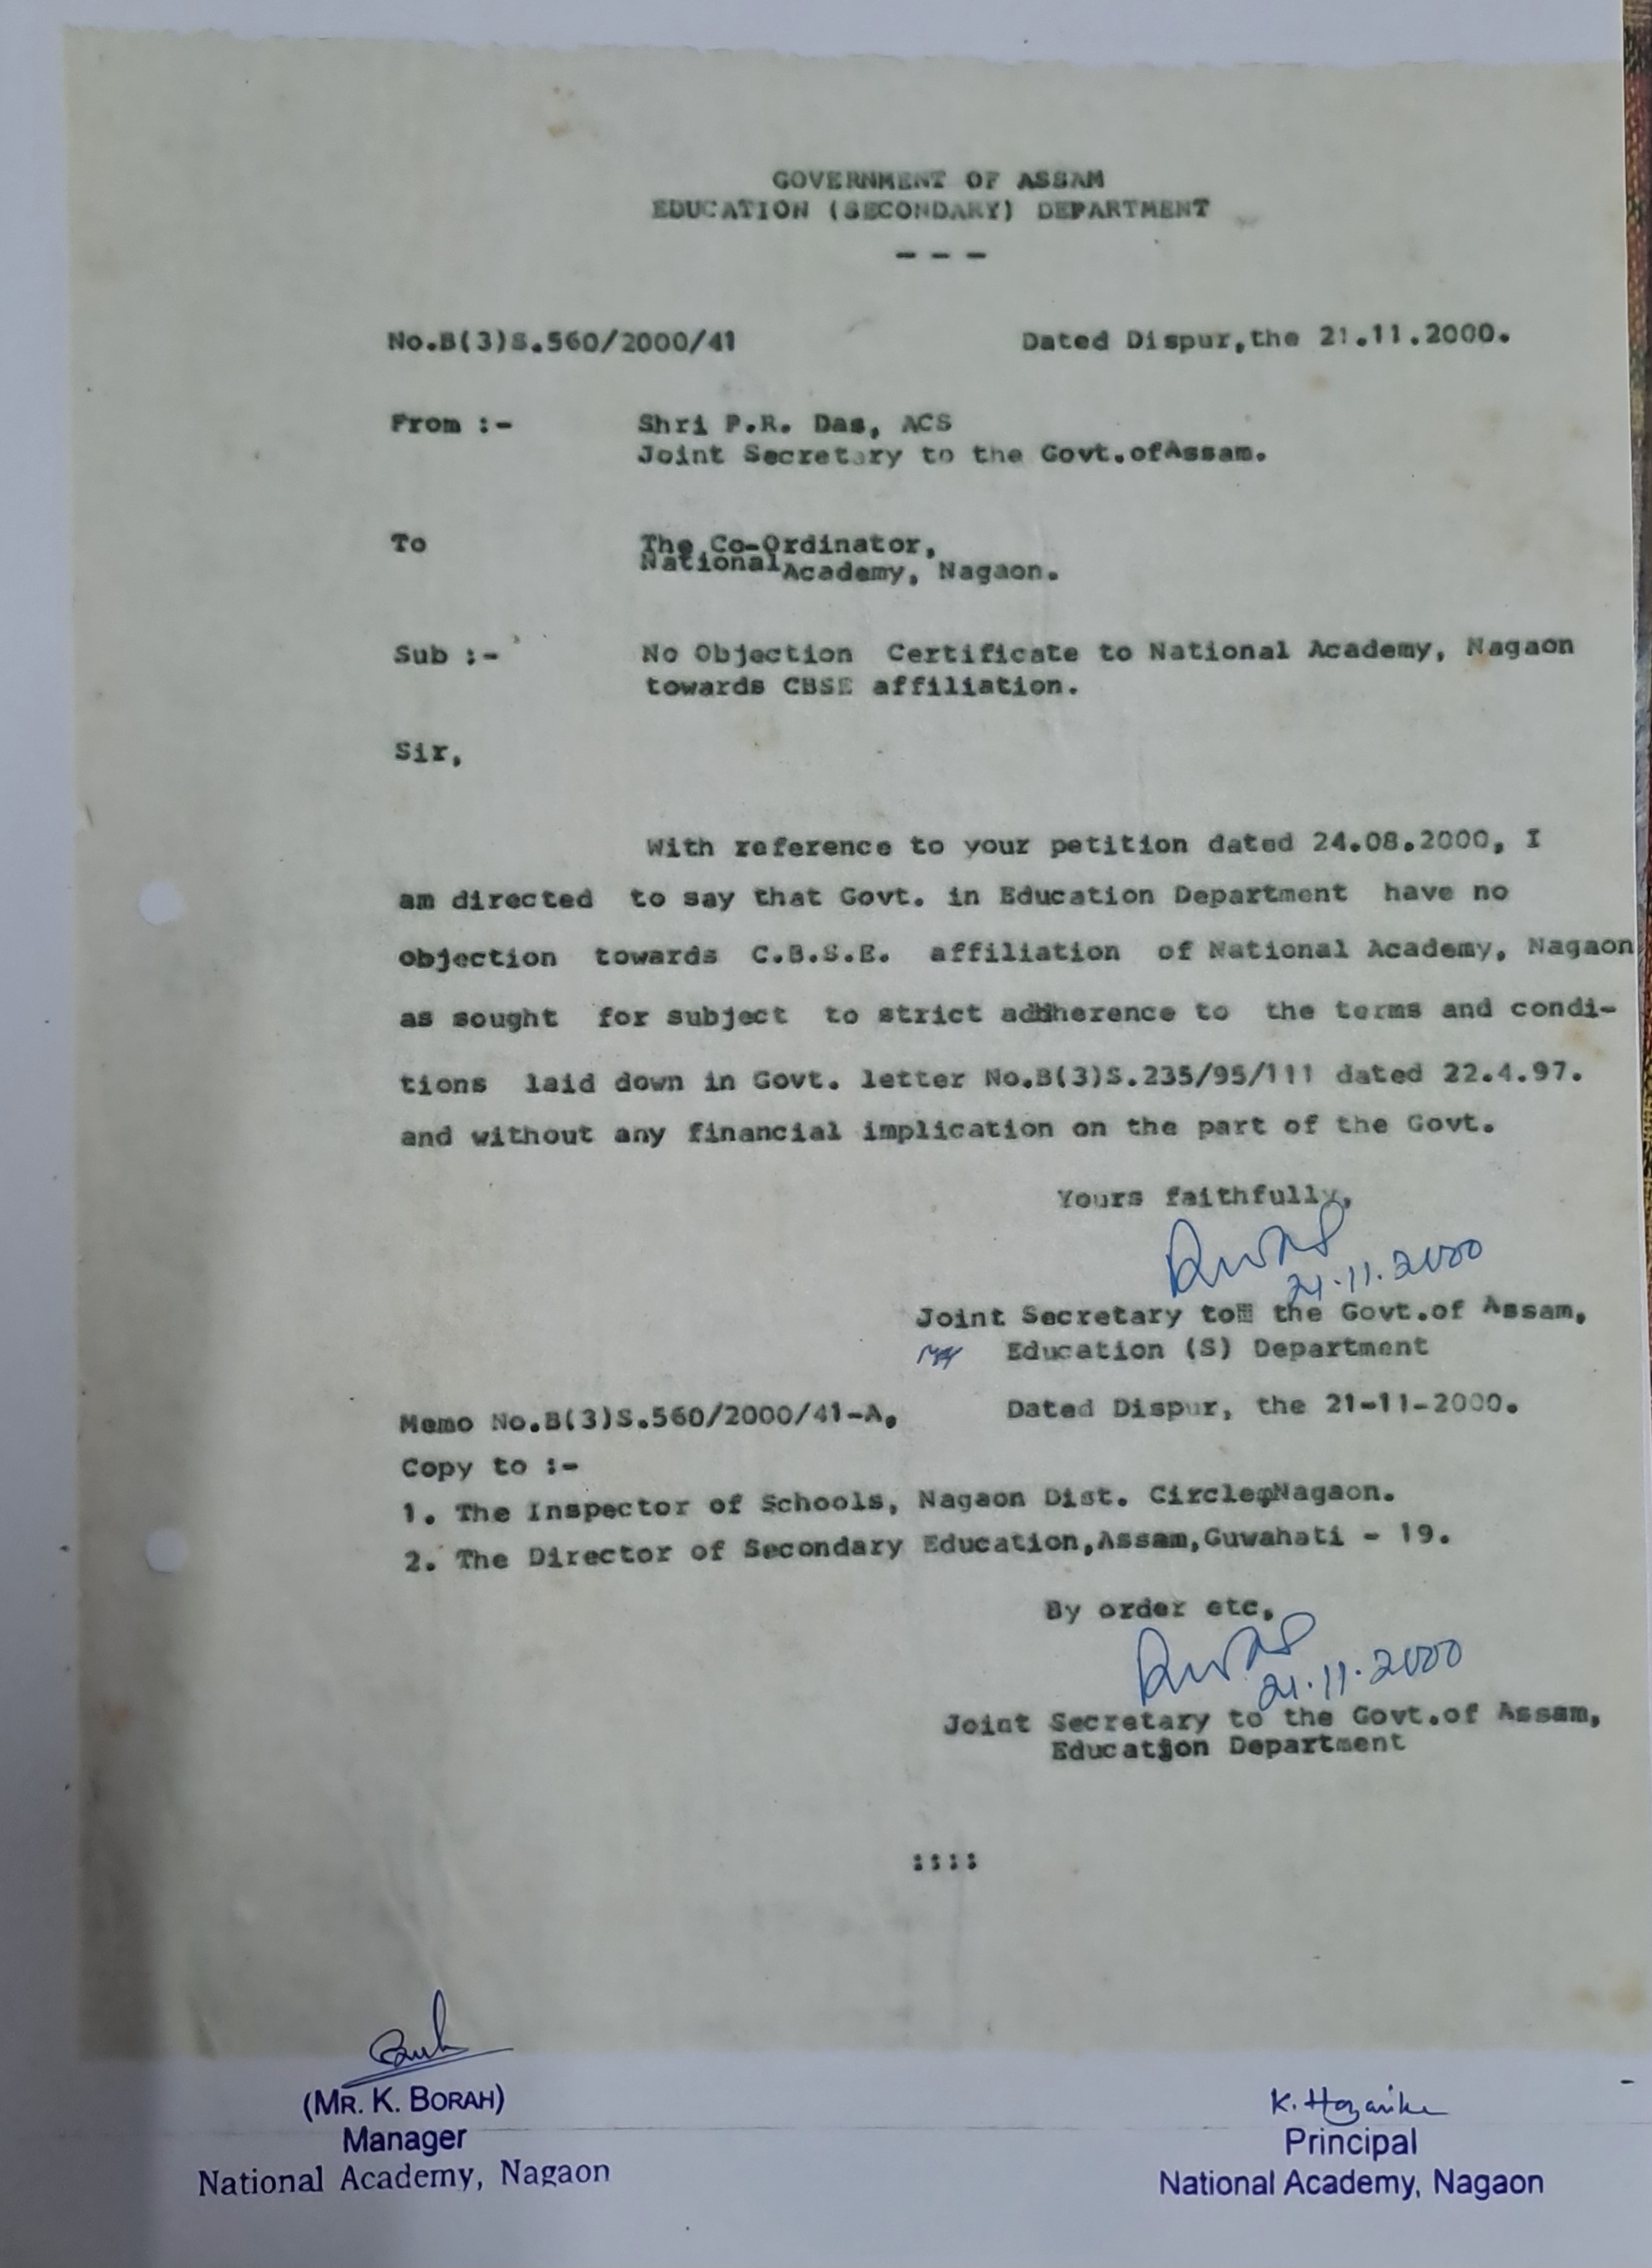 GOVERNMENT OF ASSAM
EDUCATION (SECONDARY) DEPARTMENT
---
No.B(3)S.560/2000/41 Dated Dispur,the 21.11.2000.
From :- Shri P.R. Das, ACS
Joint Secretary to the Govt.ofAssam.
To The Co-Ordinator,
National Academy, Nagaon.
Sub :- No Objection Certificate to National Academy, Nagaon
towards CBSE affiliation.
Sir,
With reference to your petition dated 24.08.2000, I
am directed to say that Govt. in Education Department have no
objection towards C.B.S.E. affiliation of National Academy, Nagaon
as sought for subject to strict addherence to the terms and condi-
tions laid down in Govt. letter No.B(3)S.235/95/111 dated 22.4.97.
and without any financial implication on the part of the Govt.
Yours faithfully,
21.11.2000
Joint Secretary to the Govt.of Assam,
Education (S) Department
Memo No.B(3)S.560/2000/41-A. Dated Dispur, the 21-11-2000.
Copy to :-
1. The Inspector of Schools, Nagaon Dist. Circle,Nagaon.
2. The Director of Secondary Education,Assam,Guwahati - 19.
By order etc,
21.11.2000
Joint Secretary to the Govt.of Assam,
Education Department
::::
(MR. K. BORAH)
Manager
National Academy, Nagaon
K. Hazarika
Principal
National Academy, Nagaon